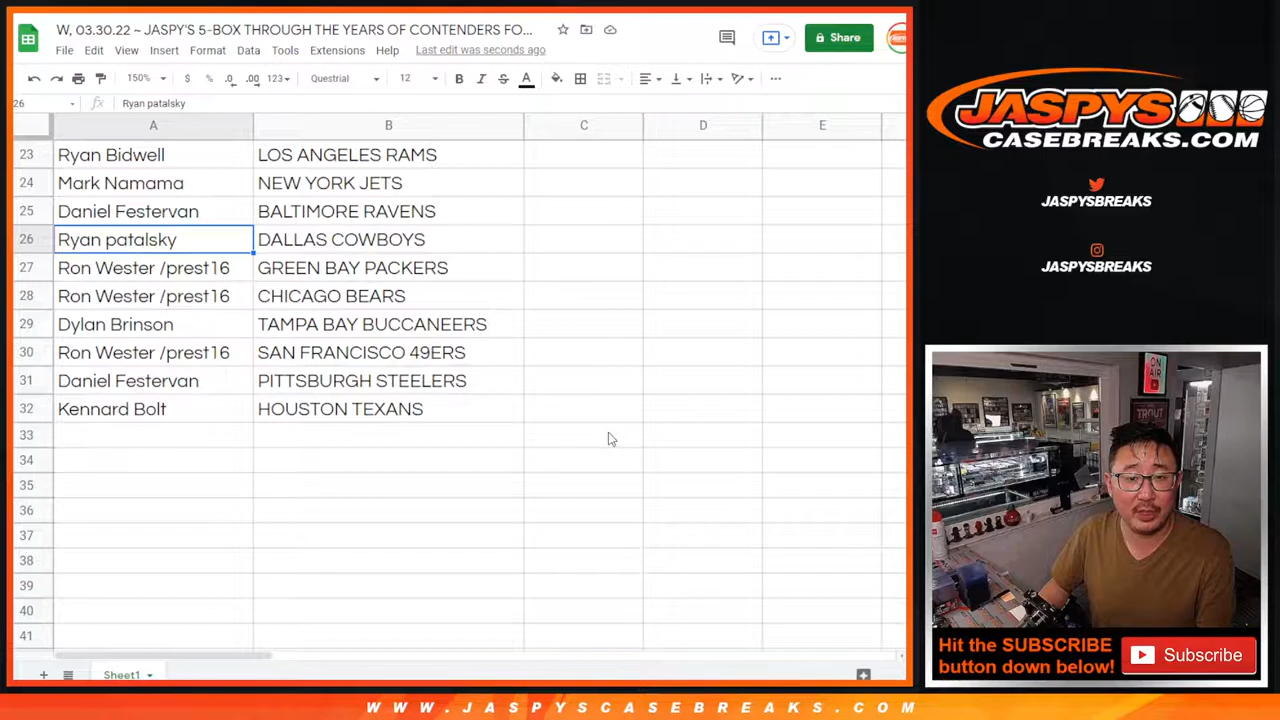 W, 03.30.22 ~ JASPY'S 5-BOX THROUGH THE YEARS OF CONTENDERS FO...
File Edit View Insert Format Data Tools Extensions Help Last edit was seconds ago
Share
150% $ % .0 .00 123 Questrial 12 B I S A
26 fx Ryan patalsky
A B C D E
23 Ryan Bidwell LOS ANGELES RAMS
24 Mark Namama NEW YORK JETS
25 Daniel Festervan BALTIMORE RAVENS
26 Ryan patalsky DALLAS COWBOYS
27 Ron Wester /prest16 GREEN BAY PACKERS
28 Ron Wester /prest16 CHICAGO BEARS
29 Dylan Brinson TAMPA BAY BUCCANEERS
30 Ron Wester /prest16 SAN FRANCISCO 49ERS
31 Daniel Festervan PITTSBURGH STEELERS
32 Kennard Bolt HOUSTON TEXANS
33
34
35
36
37
38
39
40
41
Sheet1
JASPYS
CASEBREAKS.COM
JASPYSBREAKS
JASPYSBREAKS
ON AIR
TROUT
Hit the SUBSCRIBE
button down below!
Subscribe
WWW.JASPYSCASEBREAKS.COM